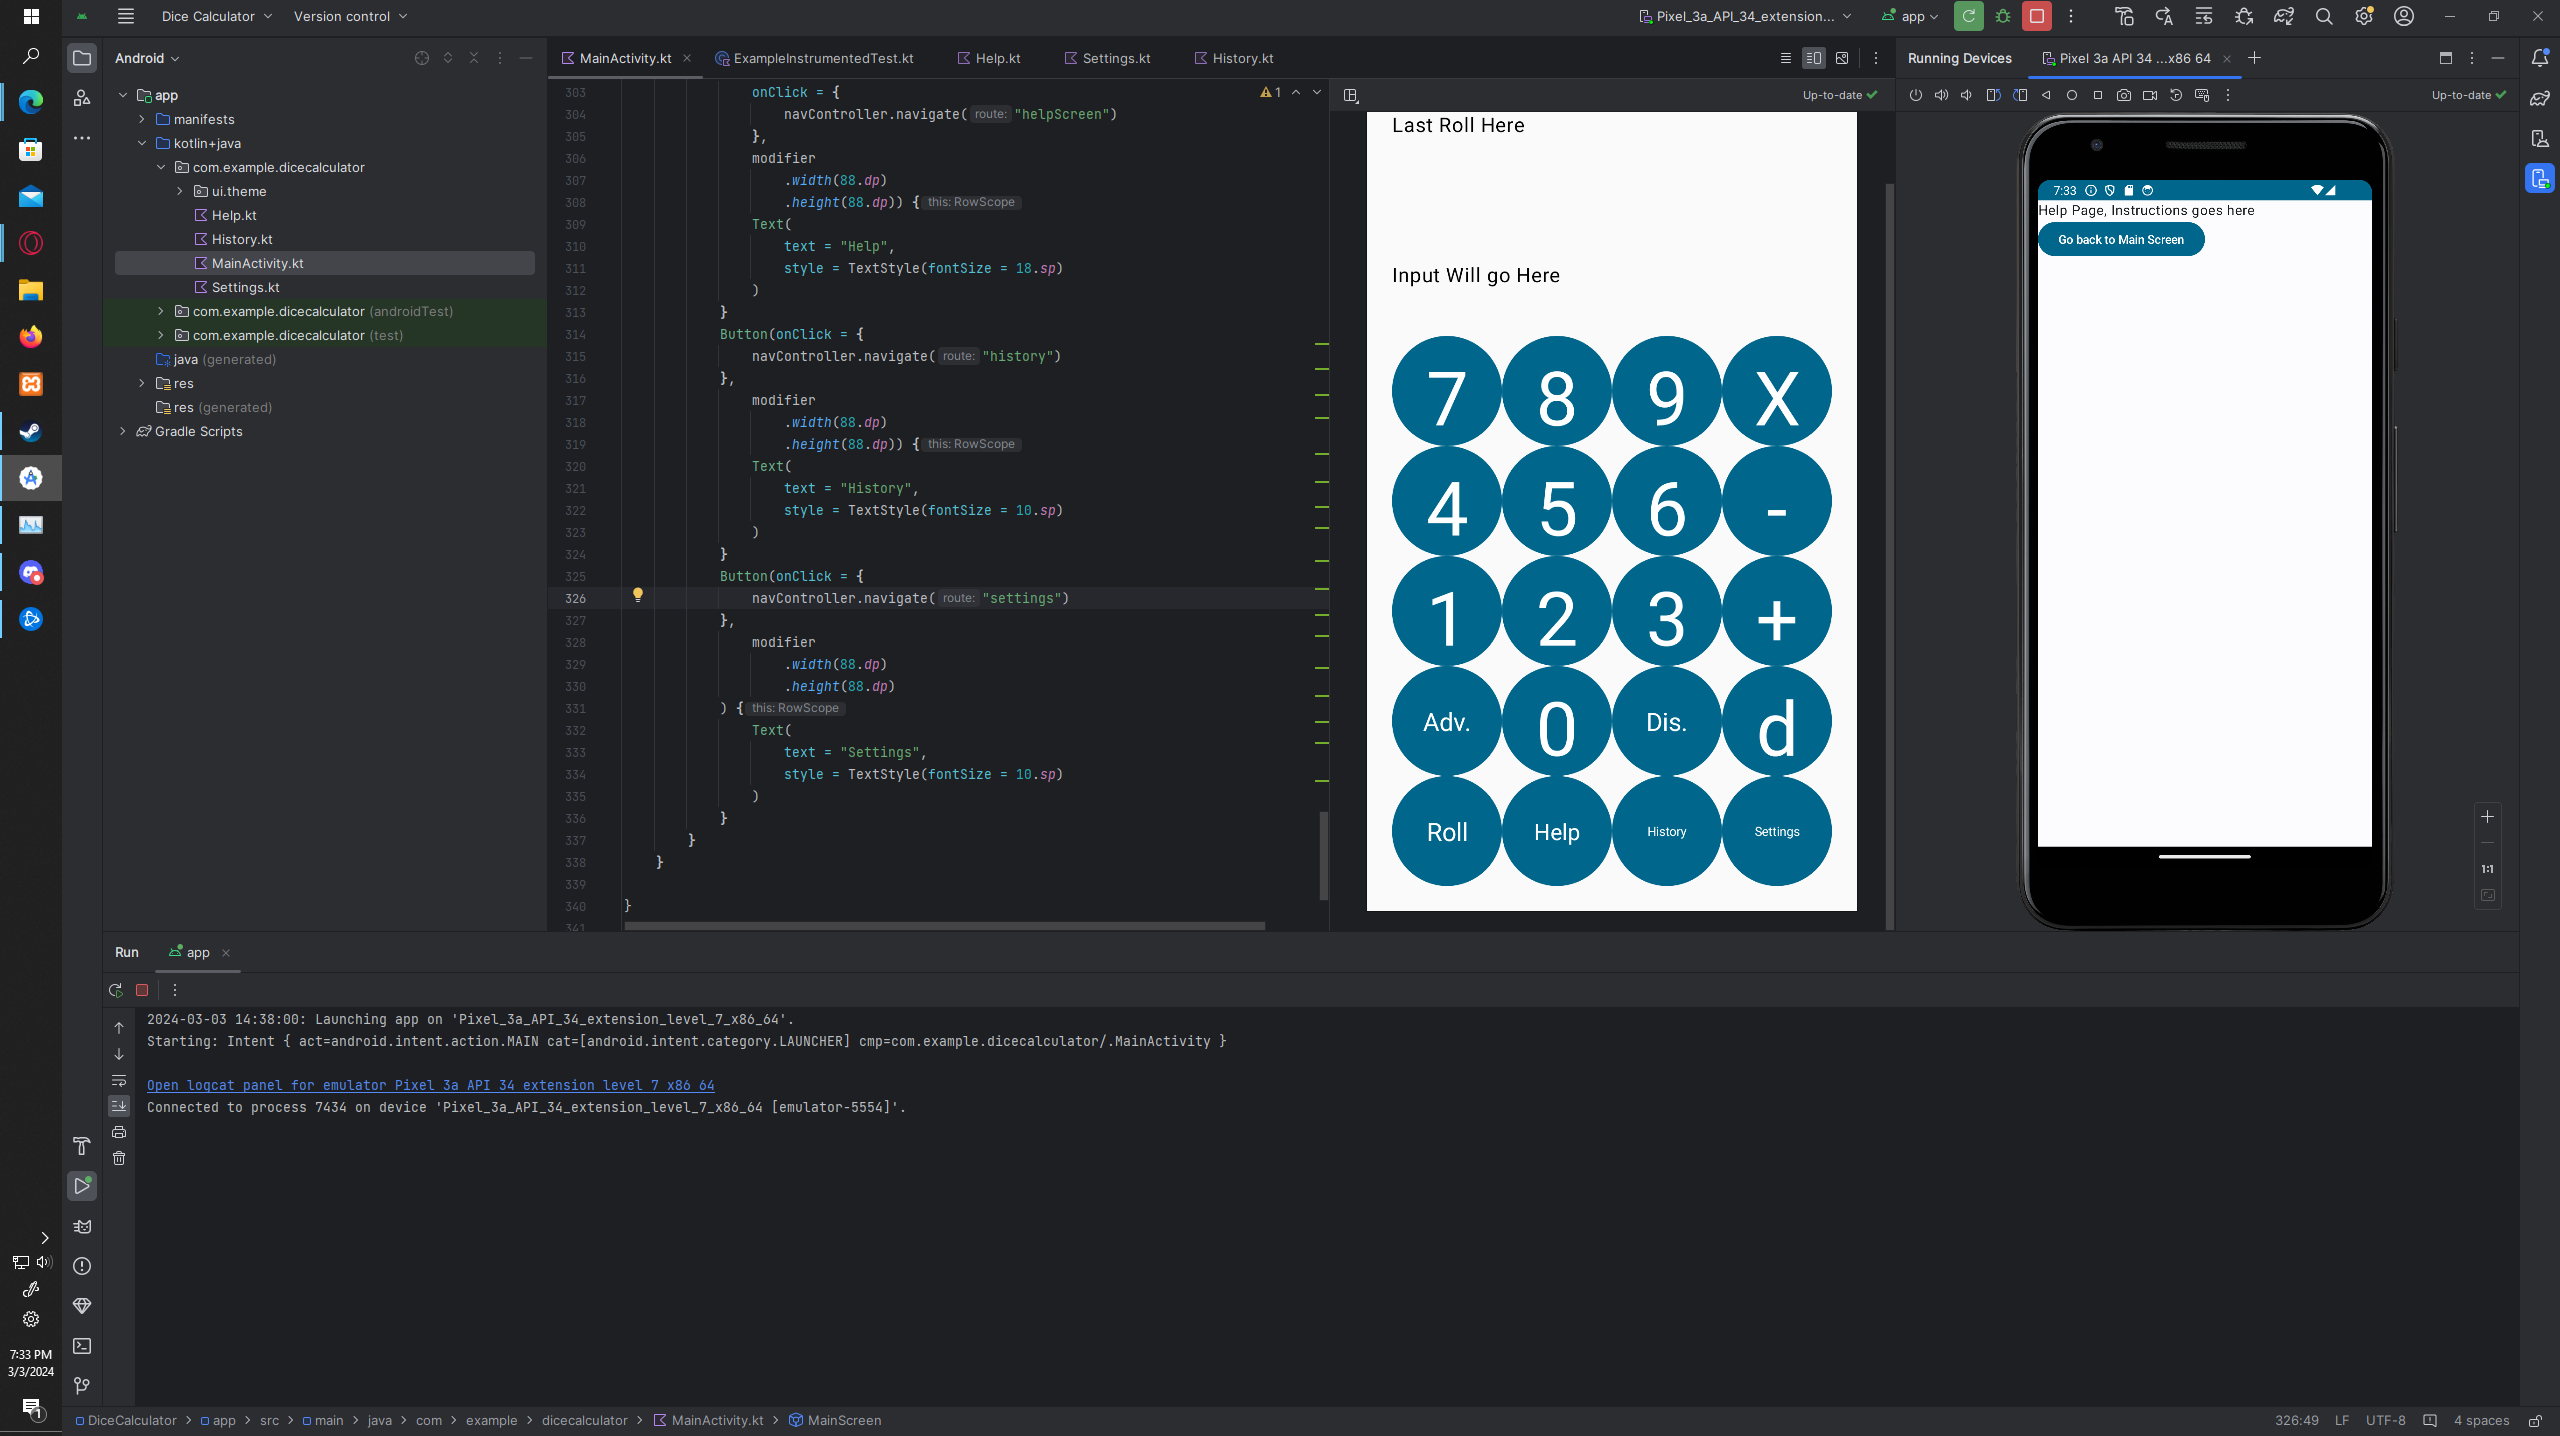 Dice Calculator
Version control
Pixel_3a_API_34_extension...
app
Android
app
manifests
kotlin+java
com.example.dicecalculator
ui.theme
Help.kt
History.kt
MainActivity.kt
Settings.kt
com.example.dicecalculator (androidTest)
com.example.dicecalculator (test)
java (generated)
res
res (generated)
Gradle Scripts
MainActivity.kt
ExampleInstrumentedTest.kt
Help.kt
Settings.kt
History.kt
1
303 onClick = {
304 navController.navigate( route: "helpScreen")
305 },
306 modifier
307 .width(88.dp)
308 .height(88.dp)) { this: RowScope
309 Text(
310 text = "Help",
311 style = TextStyle(fontSize = 18.sp)
312 )
313 }
314 Button(onClick = {
315 navController.navigate( route: "history")
316 },
317 modifier
318 .width(88.dp)
319 .height(88.dp)) { this: RowScope
320 Text(
321 text = "History",
322 style = TextStyle(fontSize = 10.sp)
323 )
324 }
325 Button(onClick = {
326 navController.navigate( route: "settings")
327 },
328 modifier
329 .width(88.dp)
330 .height(88.dp)
331 ) { this: RowScope
332 Text(
333 text = "Settings",
334 style = TextStyle(fontSize = 10.sp)
335 )
336 }
337 }
338 }
339
340 }
341
Up-to-date
Last Roll Here
Input Will go Here
7 8 9 X
4 5 6 -
1 2 3 +
Adv. 0 Dis. d
Roll Help History Settings
Running Devices
Pixel 3a API 34 ...x86 64
Up-to-date
7:33
Help Page, Instructions goes here
Go back to Main Screen
1:1
Run
app
2024-03-03 14:38:00: Launching app on 'Pixel_3a_API_34_extension_level_7_x86_64'.
Starting: Intent { act=android.intent.action.MAIN cat=[android.intent.category.LAUNCHER] cmp=com.example.dicecalculator/.MainActivity }
Open logcat panel for emulator Pixel 3a API 34 extension level 7 x86 64
Connected to process 7434 on device 'Pixel_3a_API_34_extension_level_7_x86_64 [emulator-5554]'.
7:33 PM
3/3/2024
1
DiceCalculator > app > src > main > java > com > example > dicecalculator > MainActivity.kt > MainScreen
326:49 LF UTF-8 4 spaces